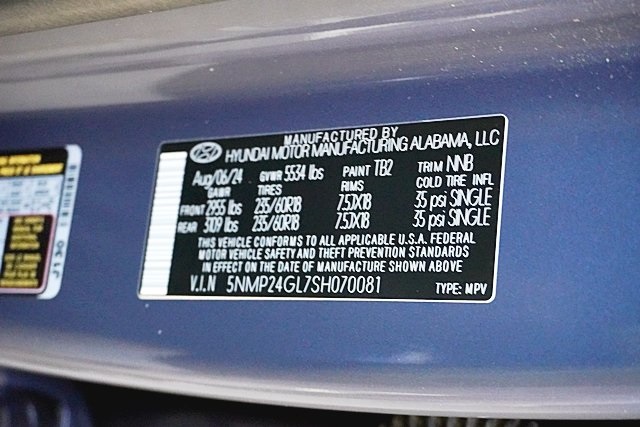 MANUFACTURED BY
HYUNDAI MOTOR MANUFACTURING ALABAMA, LLC
Aug/06/24 GVWR 5534 lbs PAINT TB2 TRIM NNB
GAWR TIRES RIMS COLD TIRE INFL
FRONT 2955 lbs 235/60R18 7.5JX18 35 psi SINGLE
REAR 3109 lbs 235/60R18 7.5JX18 35 psi SINGLE
THIS VEHICLE CONFORMS TO ALL APPLICABLE U.S.A. FEDERAL
MOTOR VEHICLE SAFETY AND THEFT PREVENTION STANDARDS
IN EFFECT ON THE DATE OF MANUFACTURE SHOWN ABOVE
V.I.N 5NMP24GL7SH070081 TYPE: MPV
J130